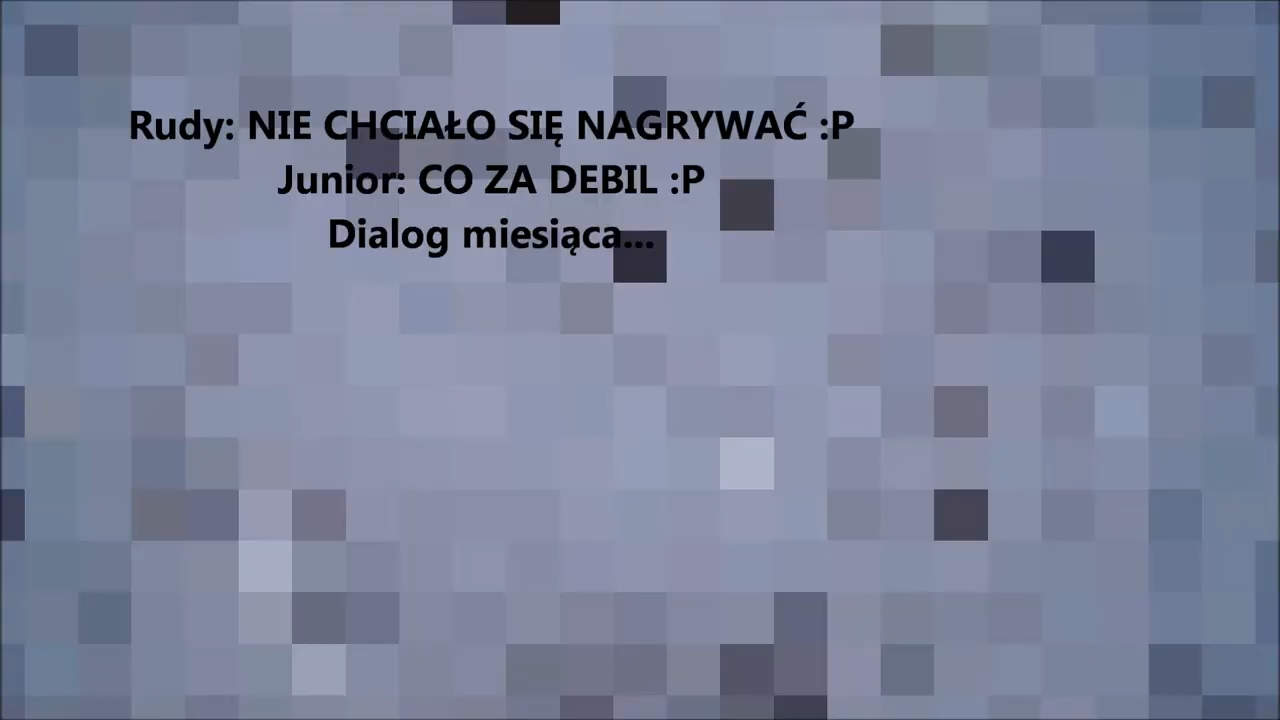 Rudy: NIE CHCIAŁO SIĘ NAGRYWAĆ :P
Junior: CO ZA DEBIL :P
Dialog miesiąca...